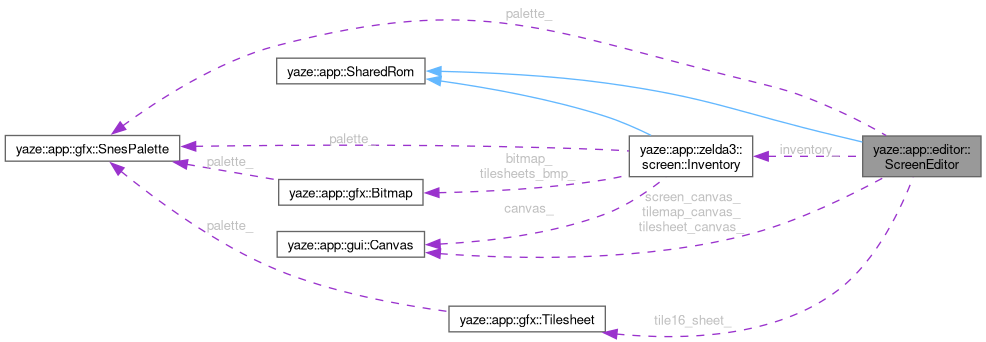 palette_
yaze::app::SharedRom
yaze::app::gfx::SnesPalette
palette_
yaze::app::zelda3::
screen::Inventory
inventory_
yaze::app::editor::
ScreenEditor
palette_
bitmap_
tilesheets_bmp_
yaze::app::gfx::Bitmap
canvas_
screen_canvas_
tilemap_canvas_
tilesheet_canvas_
palette_
yaze::app::gui::Canvas
yaze::app::gfx::Tilesheet
tile16_sheet_